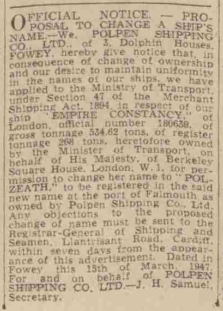 OFFICIAL NOTICE. — PRO-
POSAL TO CHANGE A SHIP'S
NAME.—We, POLPEN SHIPPING
CO., LTD., of 3, Dolphin Houses,
FOWEY, hereby give notice that, in
consequence of change of ownership
and our desire to maintain uniformity
in the names of our ships, we have
applied to the Ministry of Transport,
under Section 47 of the Merchant
Shipping Act, 1894, in respect of our
ship "EMPIRE CONSTANCY," of
London, official number 180639, of
gross tonnage 534.62 tons, of register
tonnage 268 tons, heretofore owned
by the Minister of Transport, on
behalf of His Majesty, of Berkeley
Square House, London, W.1, for per-
mission to change her name to "POL-
ZEATH," to be registered in the said
new name at the port of Falmouth as
owned by Polpen Shipping Co., Ltd.
Any objections to the proposed
change of name must be sent to the
Registrar-General of Shipping and
Seamen, Llantrisant Road, Cardiff,
within seven days from the appear-
ance of this advertisement. Dated in
Fowey this 15th of March, 1947.
For and on behalf of POLPEN
SHIPPING CO. LTD.—J. H. Samuel,
Secretary.